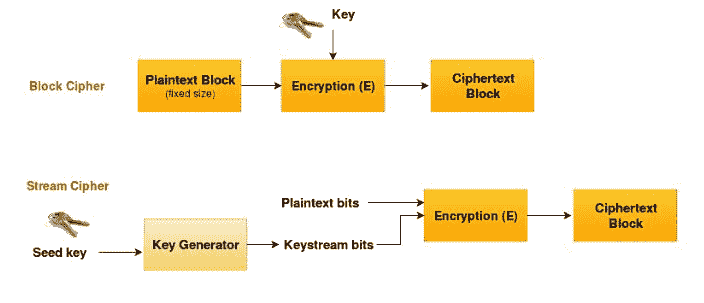 Key
Block Cipher
Plaintext Block
(fixed size)
Encryption (E)
Ciphertext
Block
Stream Cipher
Seed key
Key Generator
Plaintext bits
Keystream bits
Encryption (E)
Ciphertext
Block